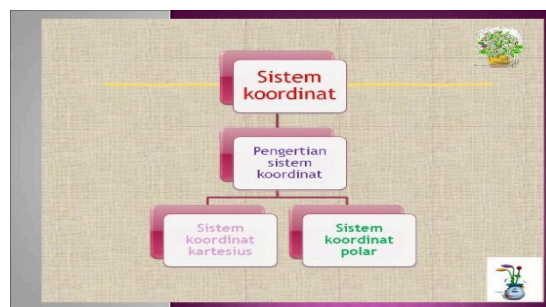 Sistem
koordinat
Pengertian
sistem
koordinat
Sistem
koordinat
kartesius
Sistem
koordinat
polar